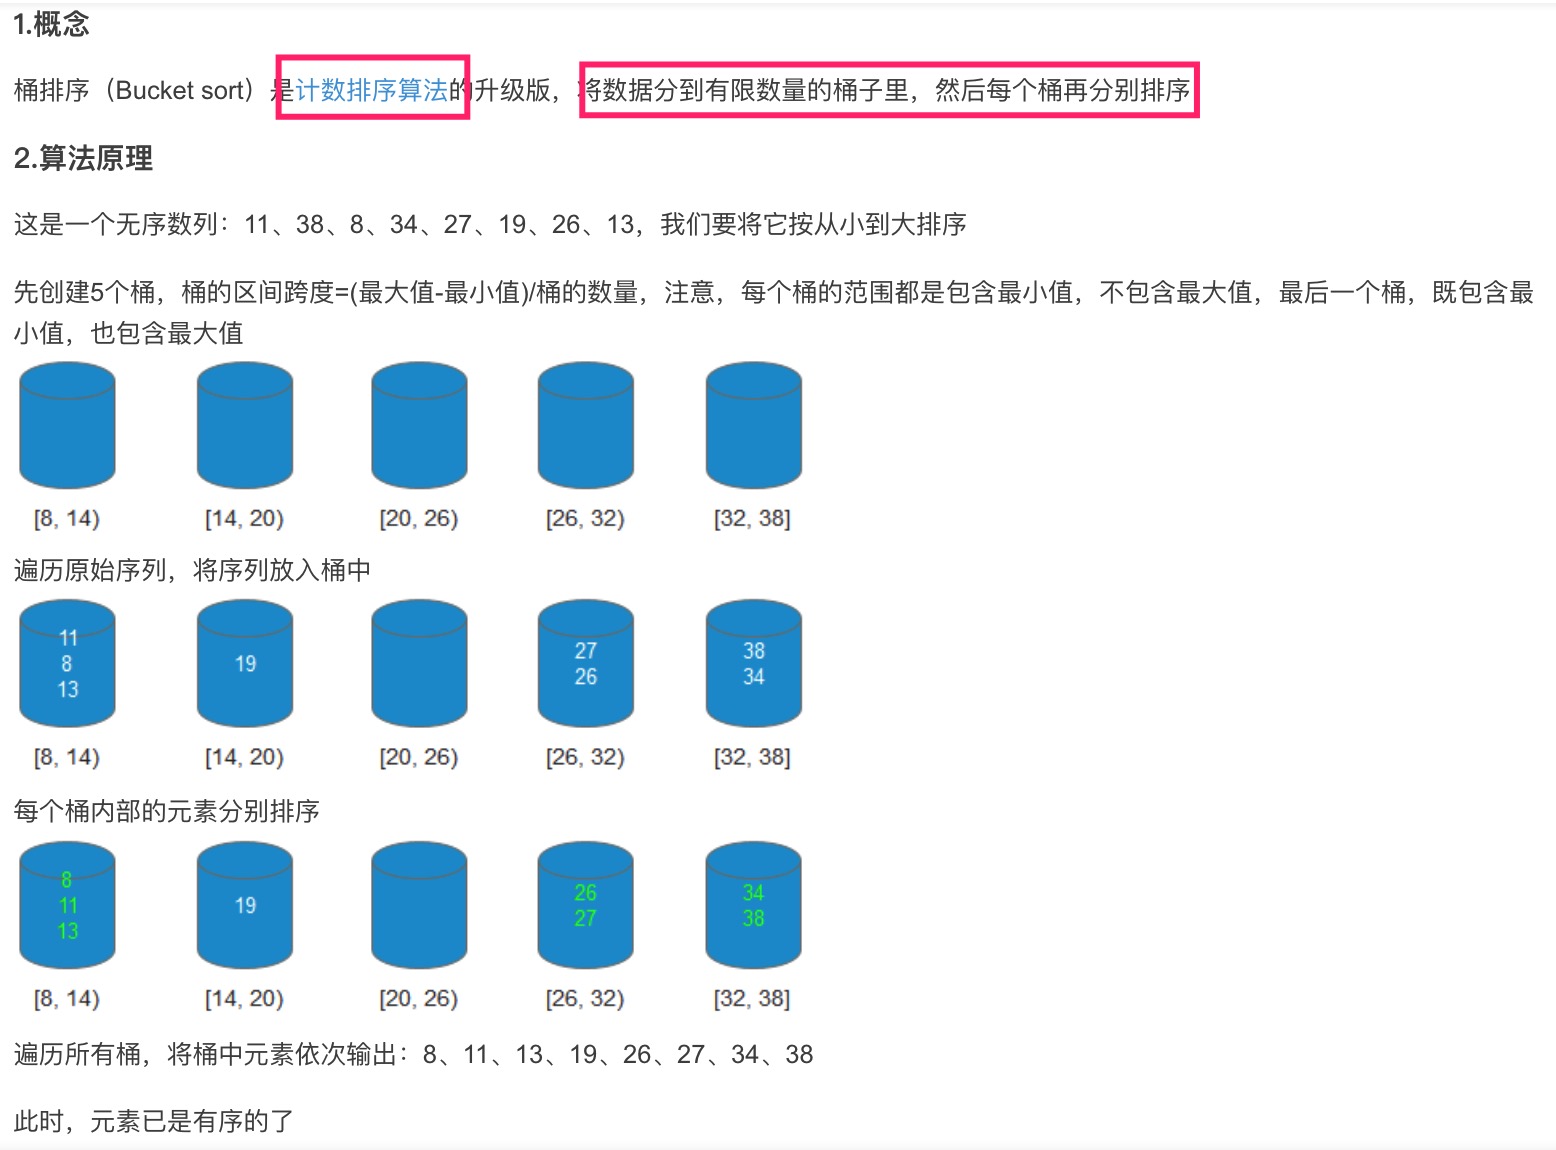 1.概念
桶排序（Bucket sort）是计数排序算法的升级版，将数据分到有限数量的桶子里，然后每个桶再分别排序
2.算法原理
这是一个无序数列：11、38、8、34、27、19、26、13，我们要将它按从小到大排序
先创建5个桶，桶的区间跨度=(最大值-最小值)/桶的数量，注意，每个桶的范围都是包含最小值，不包含最大值，最后一个桶，既包含最
小值，也包含最大值
[8, 14) [14, 20) [20, 26) [26, 32) [32, 38]
遍历原始序列，将序列放入桶中
11
8
13
19
27
26
38
34
[8, 14) [14, 20) [20, 26) [26, 32) [32, 38]
每个桶内部的元素分别排序
8
11
13
19
26
27
34
38
[8, 14) [14, 20) [20, 26) [26, 32) [32, 38]
遍历所有桶，将桶中元素依次输出：8、11、13、19、26、27、34、38
此时，元素已是有序的了